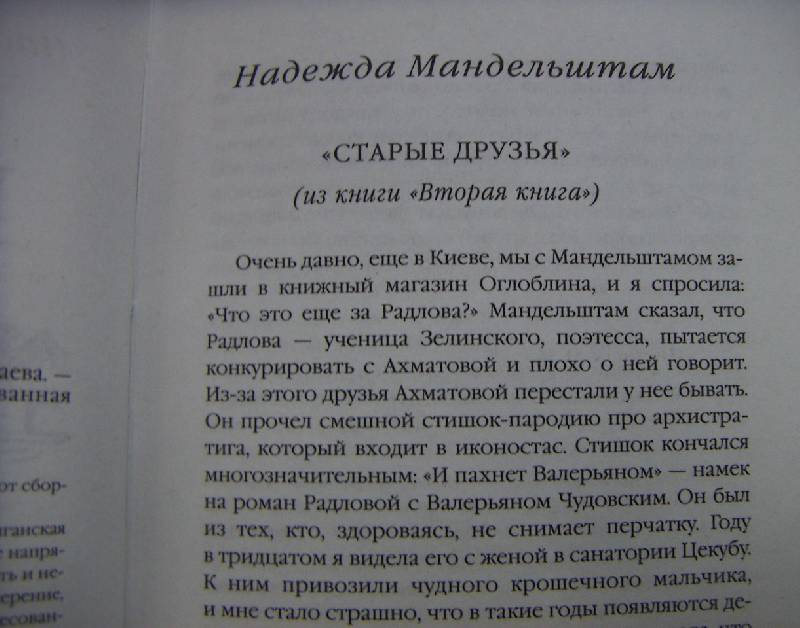 Надежда Мандельштам
«СТАРЫЕ ДРУЗЬЯ»
(из книги «Вторая книга»)
Очень давно, еще в Киеве, мы с Мандельштамом за-
шли в книжный магазин Оглоблина, и я спросила:
«Что это еще за Радлова?» Мандельштам сказал, что
Радлова — ученица Зелинского, поэтесса, пытается
конкурировать с Ахматовой и плохо о ней говорит.
Из-за этого друзья Ахматовой перестали у нее бывать.
Он прочел смешной стишок-пародию про архистра-
тига, который входит в иконостас. Стишок кончался
многозначительным: «И пахнет Валерьяном» — намек
на роман Радловой с Валерьяном Чудовским. Он был
из тех, кто, здороваясь, не снимает перчатку. Году
в тридцатом я видела его с женой в санатории Цекубу.
К ним привозили чудного крошечного мальчика,
и мне стало страшно, что в такие годы появляются де-
аева. —
ванная
от сбор-
ганская
е напря-
ть и не-
ерение,
есован-